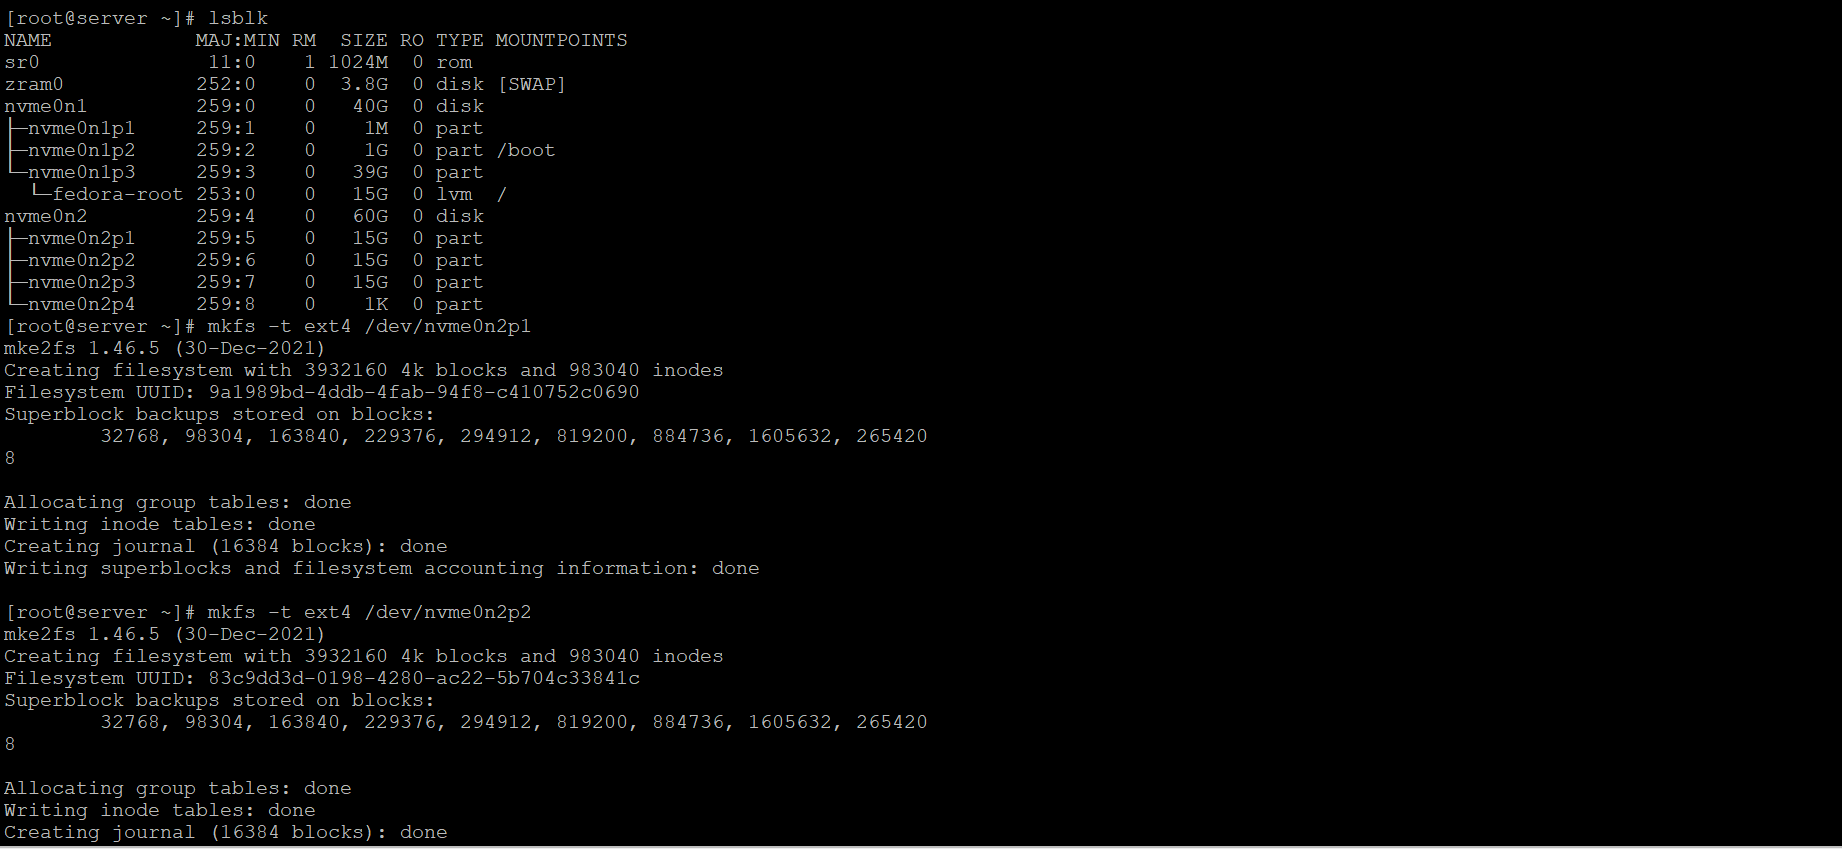 [root@server ~]# lsblk
NAME            MAJ:MIN RM   SIZE RO TYPE MOUNTPOINTS
sr0              11:0    1 1024M  0 rom
zram0           252:0    0   3.8G  0 disk [SWAP]
nvme0n1         259:0    0    40G  0 disk
├─nvme0n1p1     259:1    0     1M  0 part
├─nvme0n1p2     259:2    0     1G  0 part /boot
└─nvme0n1p3     259:3    0    39G  0 part
  └─fedora-root 253:0    0    15G  0 lvm  /
nvme0n2         259:4    0    60G  0 disk
├─nvme0n2p1     259:5    0    15G  0 part
├─nvme0n2p2     259:6    0    15G  0 part
├─nvme0n2p3     259:7    0    15G  0 part
└─nvme0n2p4     259:8    0     1K  0 part
[root@server ~]# mkfs -t ext4 /dev/nvme0n2p1
mke2fs 1.46.5 (30-Dec-2021)
Creating filesystem with 3932160 4k blocks and 983040 inodes
Filesystem UUID: 9a1989bd-4ddb-4fab-94f8-c410752c0690
Superblock backups stored on blocks:
        32768, 98304, 163840, 229376, 294912, 819200, 884736, 1605632, 265420
8
Allocating group tables: done
Writing inode tables: done
Creating journal (16384 blocks): done
Writing superblocks and filesystem accounting information: done
[root@server ~]# mkfs -t ext4 /dev/nvme0n2p2
mke2fs 1.46.5 (30-Dec-2021)
Creating filesystem with 3932160 4k blocks and 983040 inodes
Filesystem UUID: 83c9dd3d-0198-4280-ac22-5b704c33841c
Superblock backups stored on blocks:
        32768, 98304, 163840, 229376, 294912, 819200, 884736, 1605632, 265420
8
Allocating group tables: done
Writing inode tables: done
Creating journal (16384 blocks): done